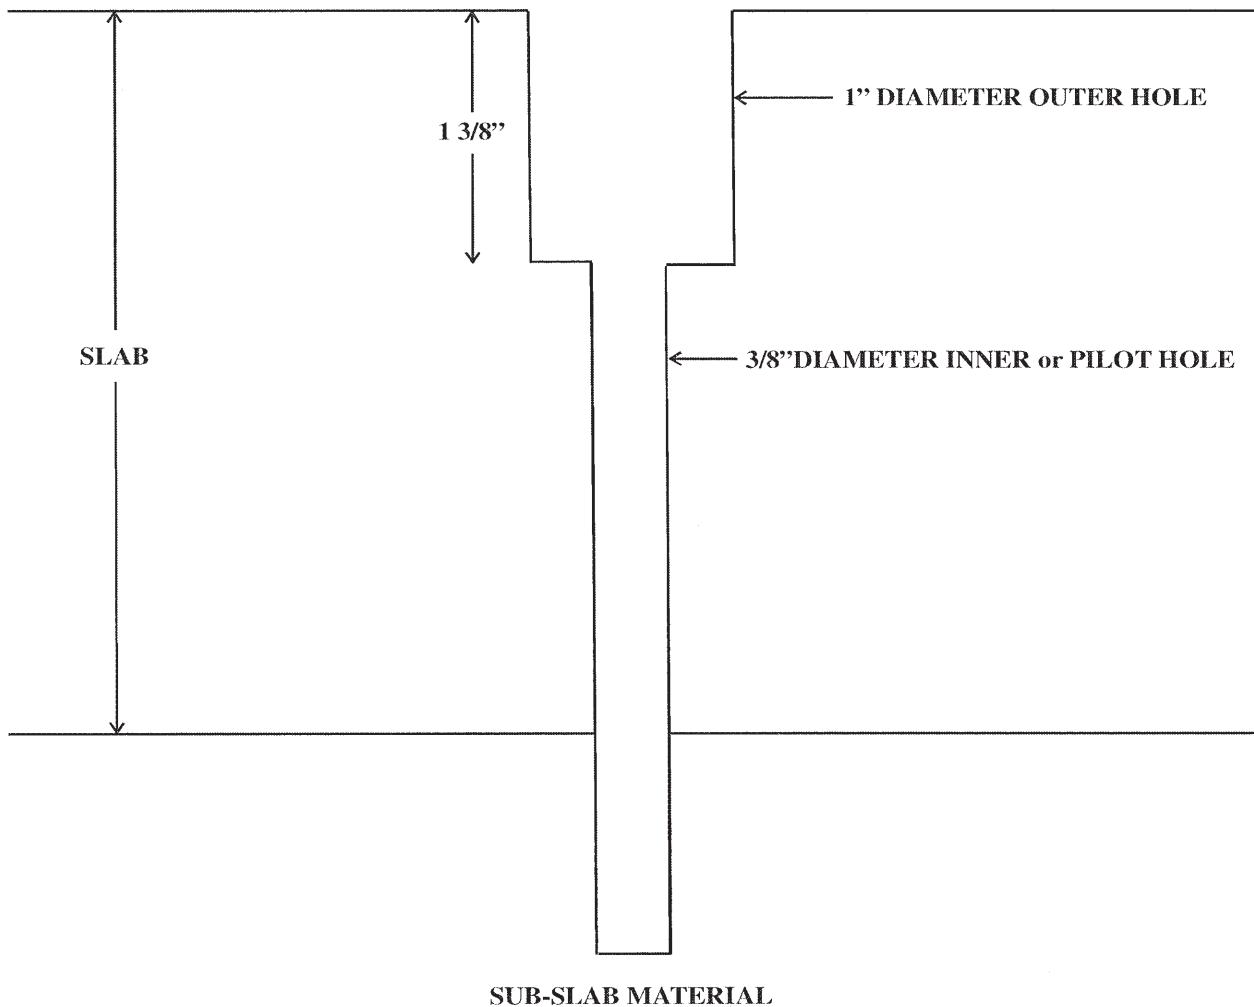 1” DIAMETER OUTER HOLE
1 3/8”
SLAB
3/8”DIAMETER INNER or PILOT HOLE
SUB-SLAB MATERIAL